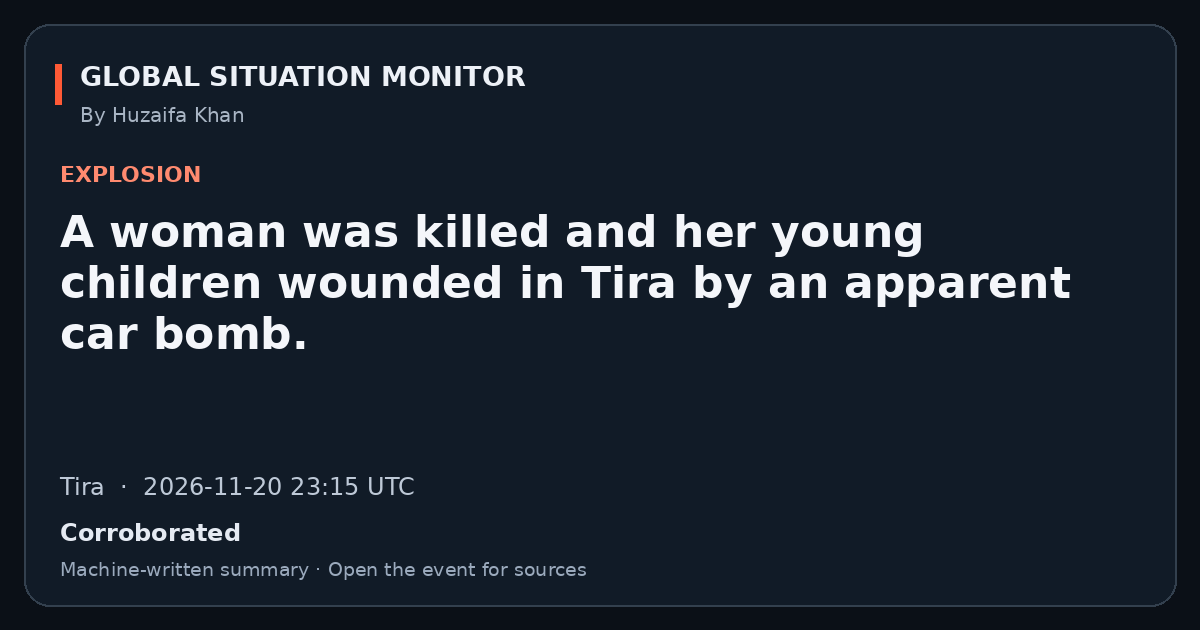 GLOBAL SITUATION MONITOR
By Huzaifa Khan
EXPLOSION
A woman was killed and her young
children wounded in Tira by an apparent
car bomb.
Tira · 2026-11-20 23:15 UTC
Corroborated
Machine-written summary · Open the event for sources